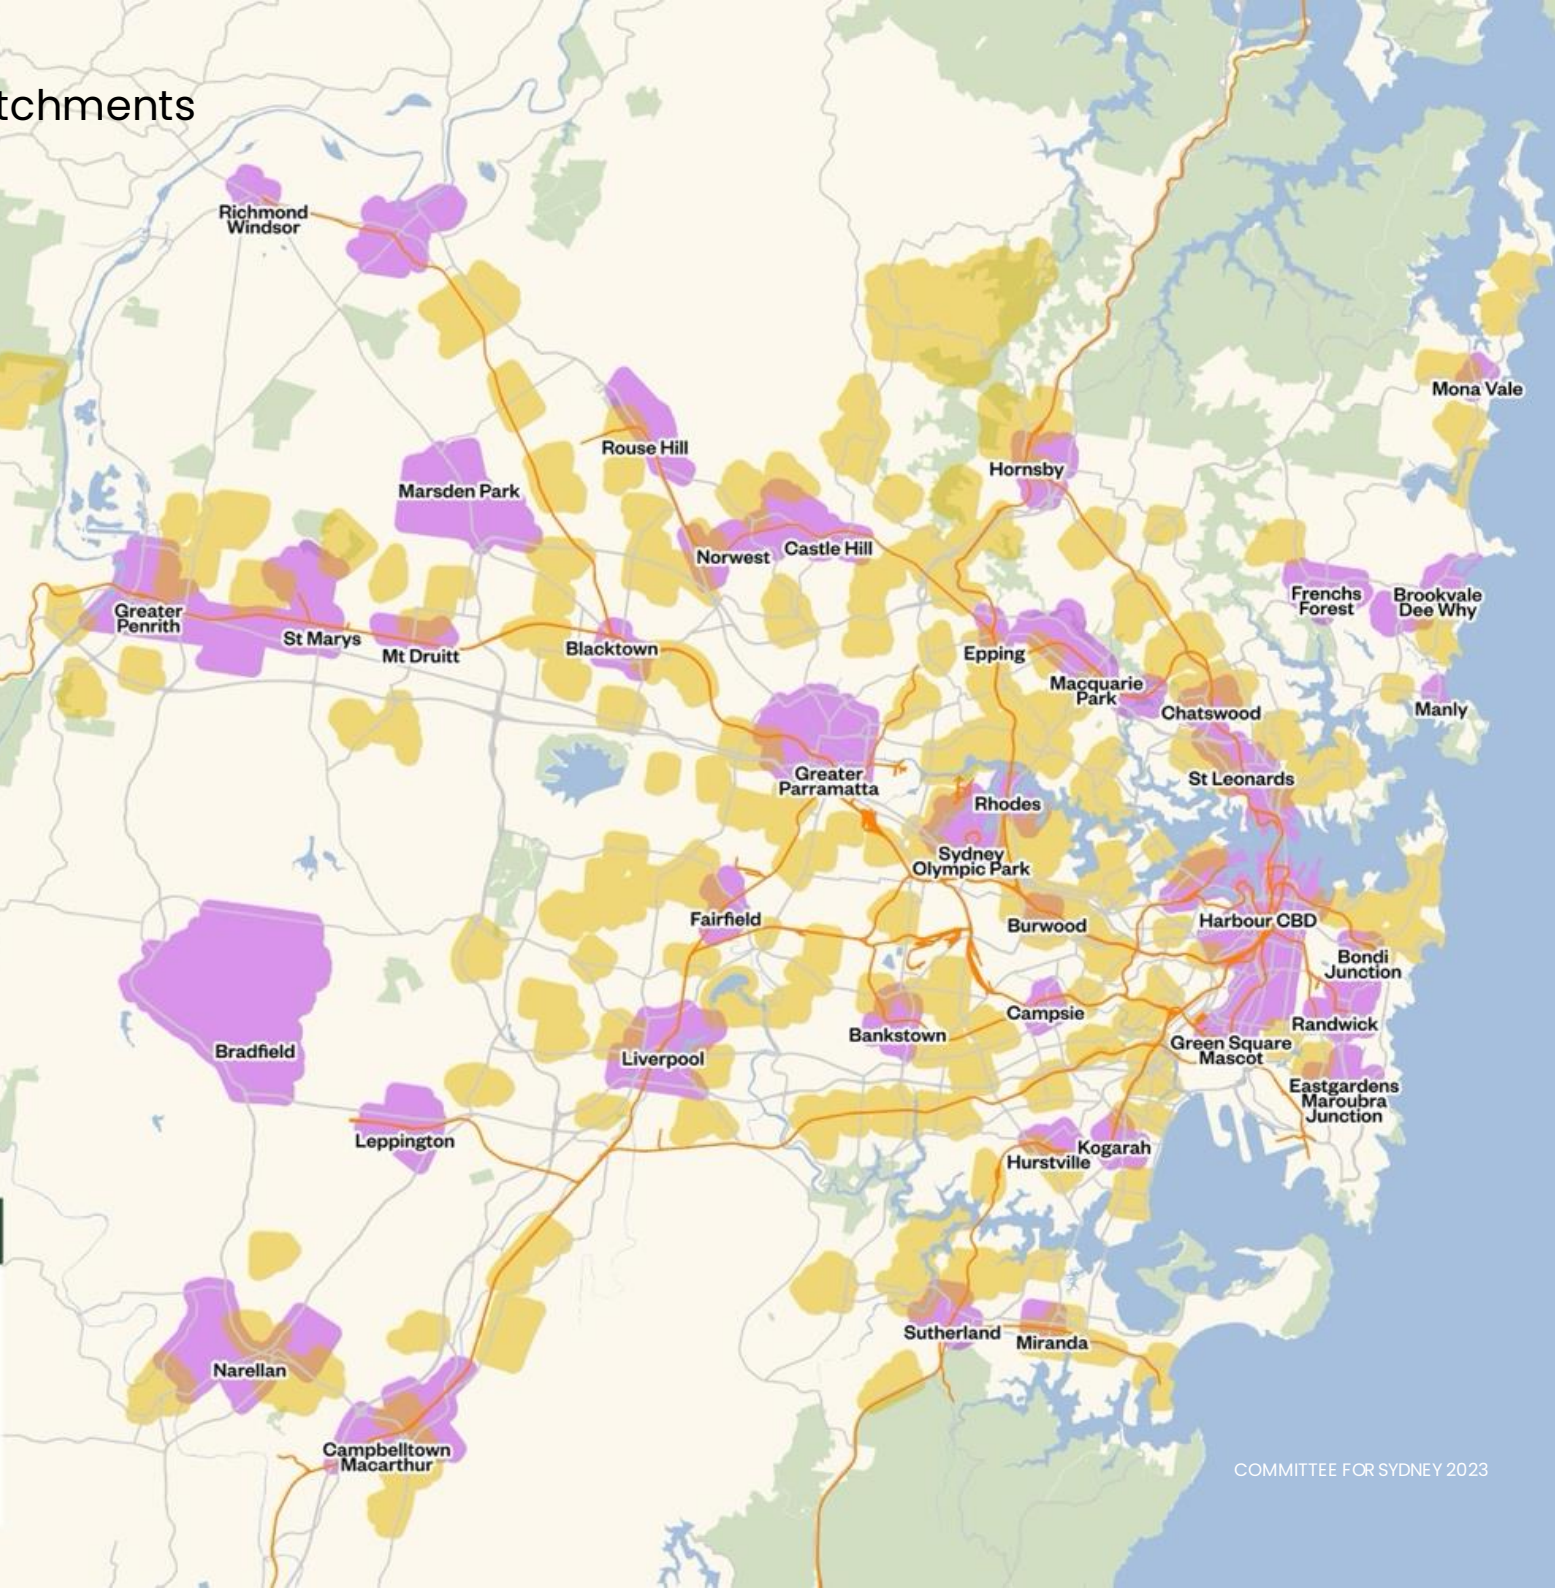 tchments
Richmond
Windsor
Mona Vale
Rouse Hill
Hornsby
Marsden Park
Norwest
Castle Hill
Frenchs
Forest
Brookvale
Dee Why
Greater
Penrith
St Marys
Mt Druitt
Blacktown
Epping
Macquarie
Park
Chatswood
Manly
Greater
Parramatta
St Leonards
Rhodes
Sydney
Olympic Park
Fairfield
Burwood
Harbour CBD
Bondi
Junction
Campsie
Randwick
Bankstown
Green Square
Mascot
Bradfield
Liverpool
Eastgardens
Maroubra
Junction
Leppington
Kogarah
Hurstville
Sutherland
Miranda
Narellan
Campbelltown
Macarthur
COMMITTEE FOR SYDNEY 2023